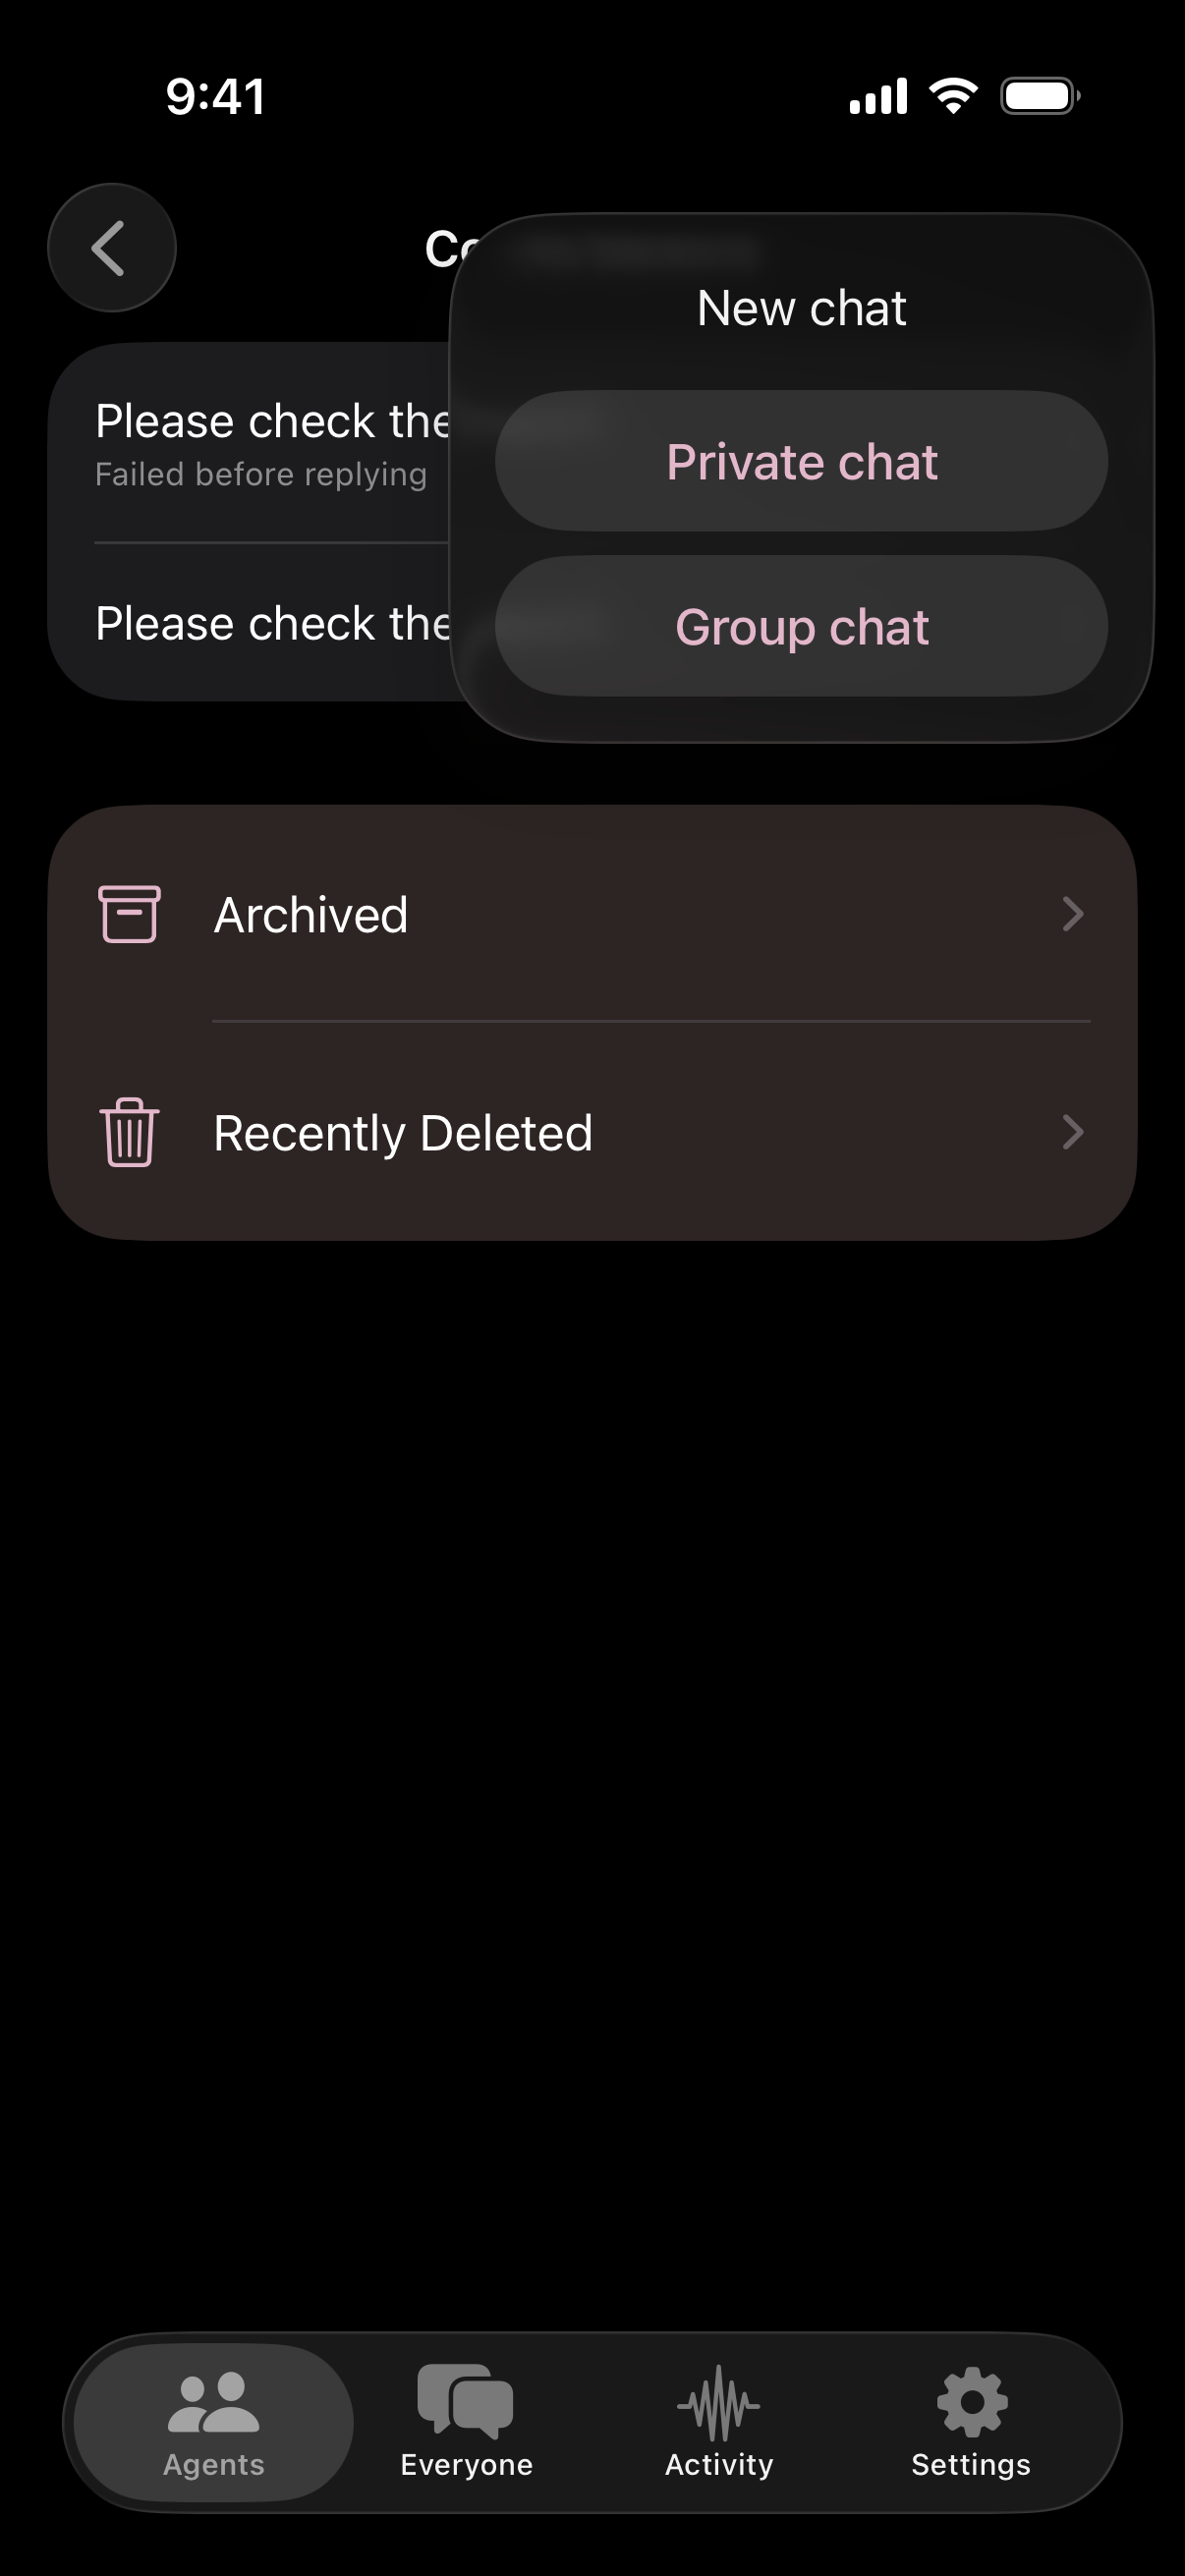 9:41
Co
New chat
Please check the
Failed before replying
Private chat
Please check the
Group chat
Archived
Recently Deleted
Agents
Everyone
Activity
Settings